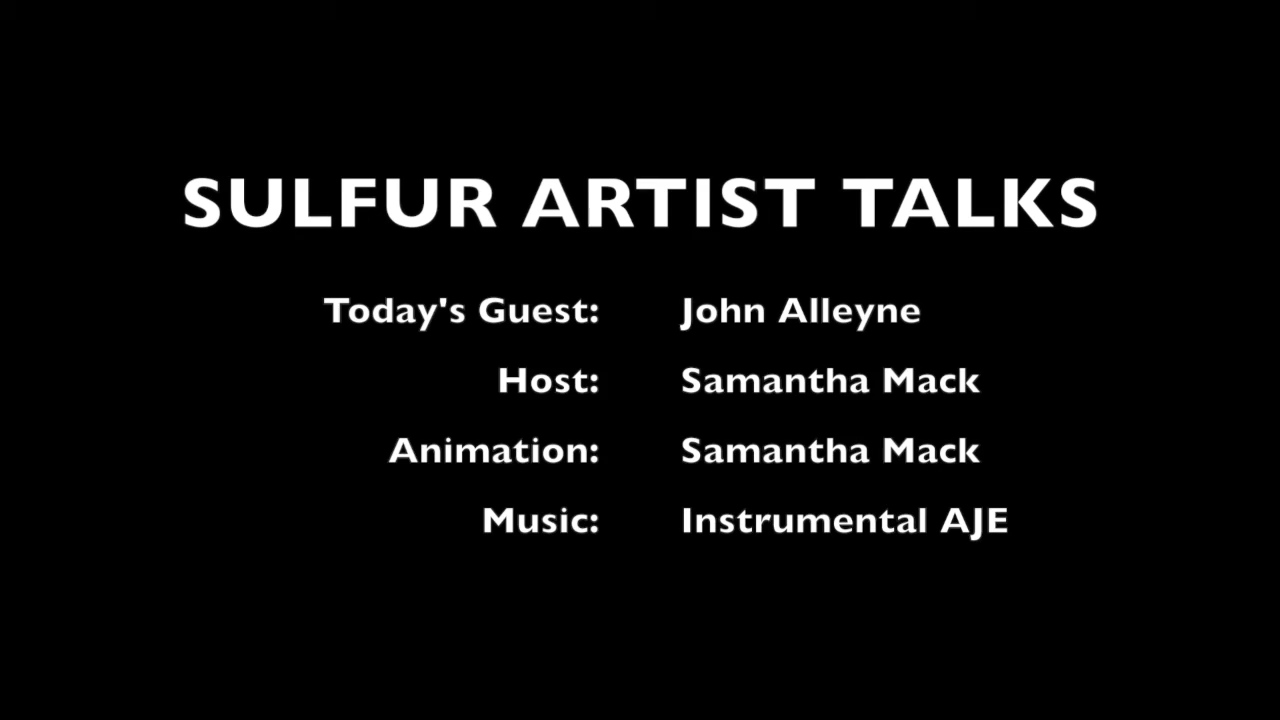 SULFUR ARTIST TALKS
Today's Guest: John Alleyne
Host: Samantha Mack
Animation: Samantha Mack
Music: Instrumental AJE